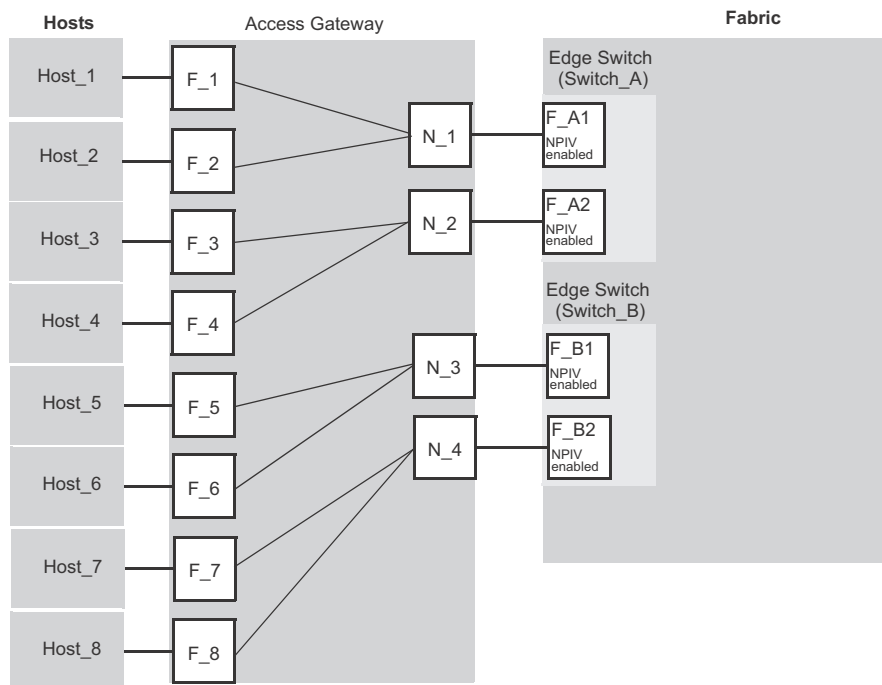 Hosts
Access Gateway
Fabric
Host_1
F_1
Host_2
F_2
Host_3
F_3
Host_4
F_4
Host_5
F_5
Host_6
F_6
Host_7
F_7
Host_8
F_8
N_1
N_2
N_3
N_4
Edge Switch
(Switch_A)
F_A1
NPIV
enabled
F_A2
NPIV
enabled
Edge Switch
(Switch_B)
F_B1
NPIV
enabled
F_B2
NPIV
enabled